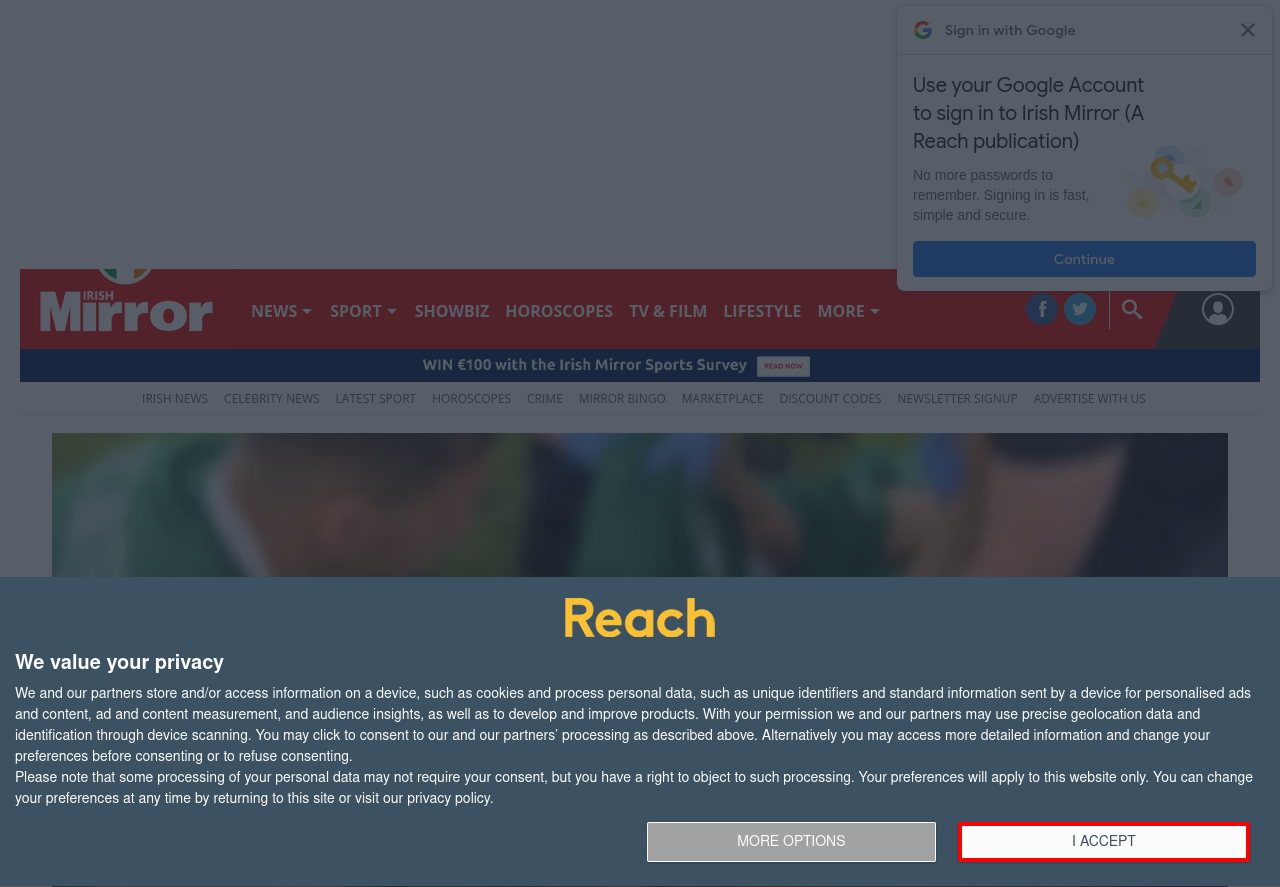 Sign in with Google
Use your Google Account
to sign in to Irish Mirror (A
Reach publication)
No more passwords to
remember. Signing in is fast,
simple and secure.
Continue
IRISH
Mirror
NEWS SPORT SHOWBIZ HOROSCOPES TV & FILM LIFESTYLE MORE
WIN €100 with the Irish Mirror Sports Survey READ NOW
IRISH NEWS CELEBRITY NEWS LATEST SPORT HOROSCOPES CRIME MIRROR BINGO MARKETPLACE DISCOUNT CODES NEWSLETTER SIGNUP ADVERTISE WITH US
Reach
We value your privacy
We and our partners store and/or access information on a device, such as cookies and process personal data, such as unique identifiers and standard information sent by a device for personalised ads
and content, ad and content measurement, and audience insights, as well as to develop and improve products. With your permission we and our partners may use precise geolocation data and
identification through device scanning. You may click to consent to our and our partners’ processing as described above. Alternatively you may access more detailed information and change your
preferences before consenting or to refuse consenting.
Please note that some processing of your personal data may not require your consent, but you have a right to object to such processing. Your preferences will apply to this website only. You can change
your preferences at any time by returning to this site or visit our privacy policy.
MORE OPTIONS I ACCEPT